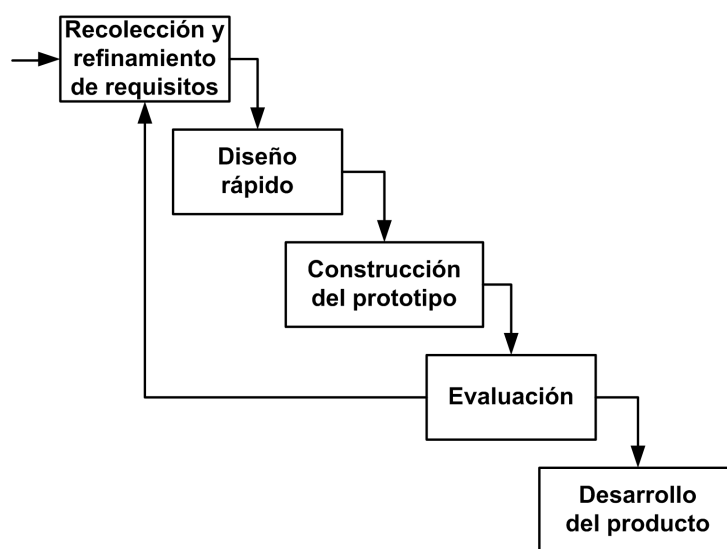 Recolección y
refinamiento
de requisitos
Diseño
rápido
Construcción
del prototipo
Evaluación
Desarrollo
del producto